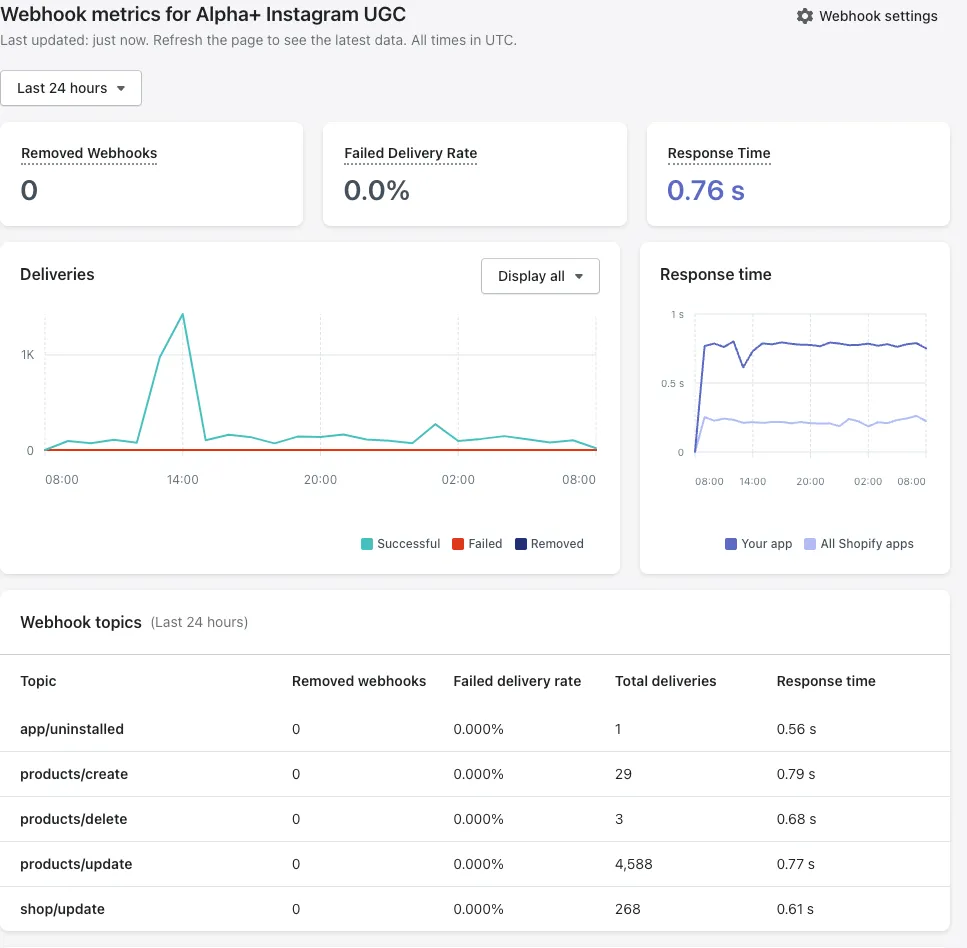 Webhook metrics for Alpha+ Instagram UGC
Webhook settings
Last updated: just now. Refresh the page to see the latest data. All times in UTC.
Last 24 hours
Removed Webhooks
0
Failed Delivery Rate
0.0%
Response Time
0.76 s
Deliveries
Display all
1K
0
08:00 14:00 20:00 02:00 08:00
Successful Failed Removed
Response time
1 s
0.5 s
0
08:00 14:00 20:00 02:00 08:00
Your app All Shopify apps
Webhook topics (Last 24 hours)
Topic Removed webhooks Failed delivery rate Total deliveries Response time
app/uninstalled 0 0.000% 1 0.56 s
products/create 0 0.000% 29 0.79 s
products/delete 0 0.000% 3 0.68 s
products/update 0 0.000% 4,588 0.77 s
shop/update 0 0.000% 268 0.61 s